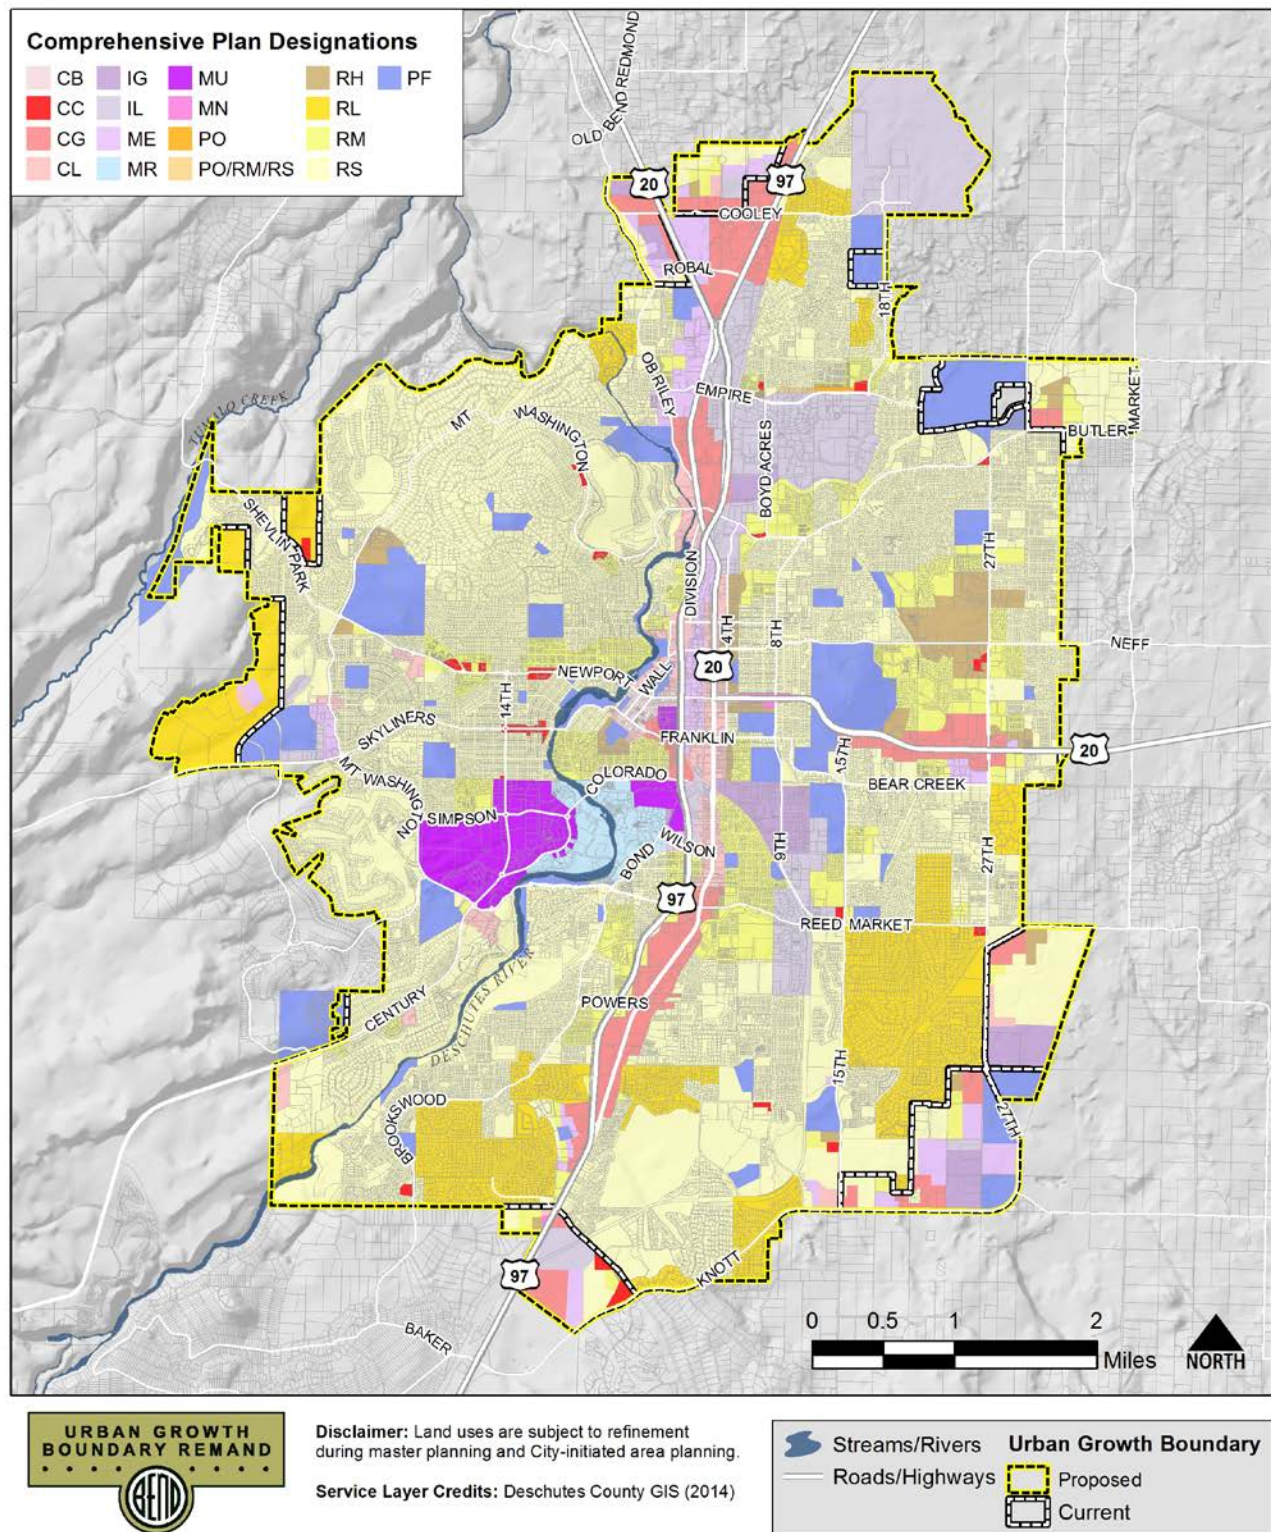 Comprehensive Plan Designations
CB IG MU RH PF
CC IL MN RL
CG ME PO RM
CL MR PO/RM/RS RS
OLD BEND REDMOND
20
97
COOLEY
ROBAL
18TH
OB RILEY
EMPIRE
MARKET
BUTLER
TUMALO CREEK
MT WASHINGTON
BOYD ACRES
SHEVLIN PARK
27TH
DIVISION
4TH
8TH
NEFF
NEWPORT
WALL
20
14TH
SKYLINERS
FRANKLIN
20
15TH
BEAR CREEK
MT WASHINGTON
COLORADO
SIMPSON
WILSON
BOND
9TH
27TH
97
REED MARKET
DESCHUTES RIVER
CENTURY
POWERS
15TH
BROOKSWOOD
27TH
KNOTT
97
BAKER
0 0.5 1 2
Miles
NORTH
URBAN GROWTH
BOUNDARY REMAND
BEND
Disclaimer: Land uses are subject to refinement
during master planning and City-initiated area planning.
Service Layer Credits: Deschutes County GIS (2014)
Streams/Rivers
Roads/Highways
Urban Growth Boundary
Proposed
Current